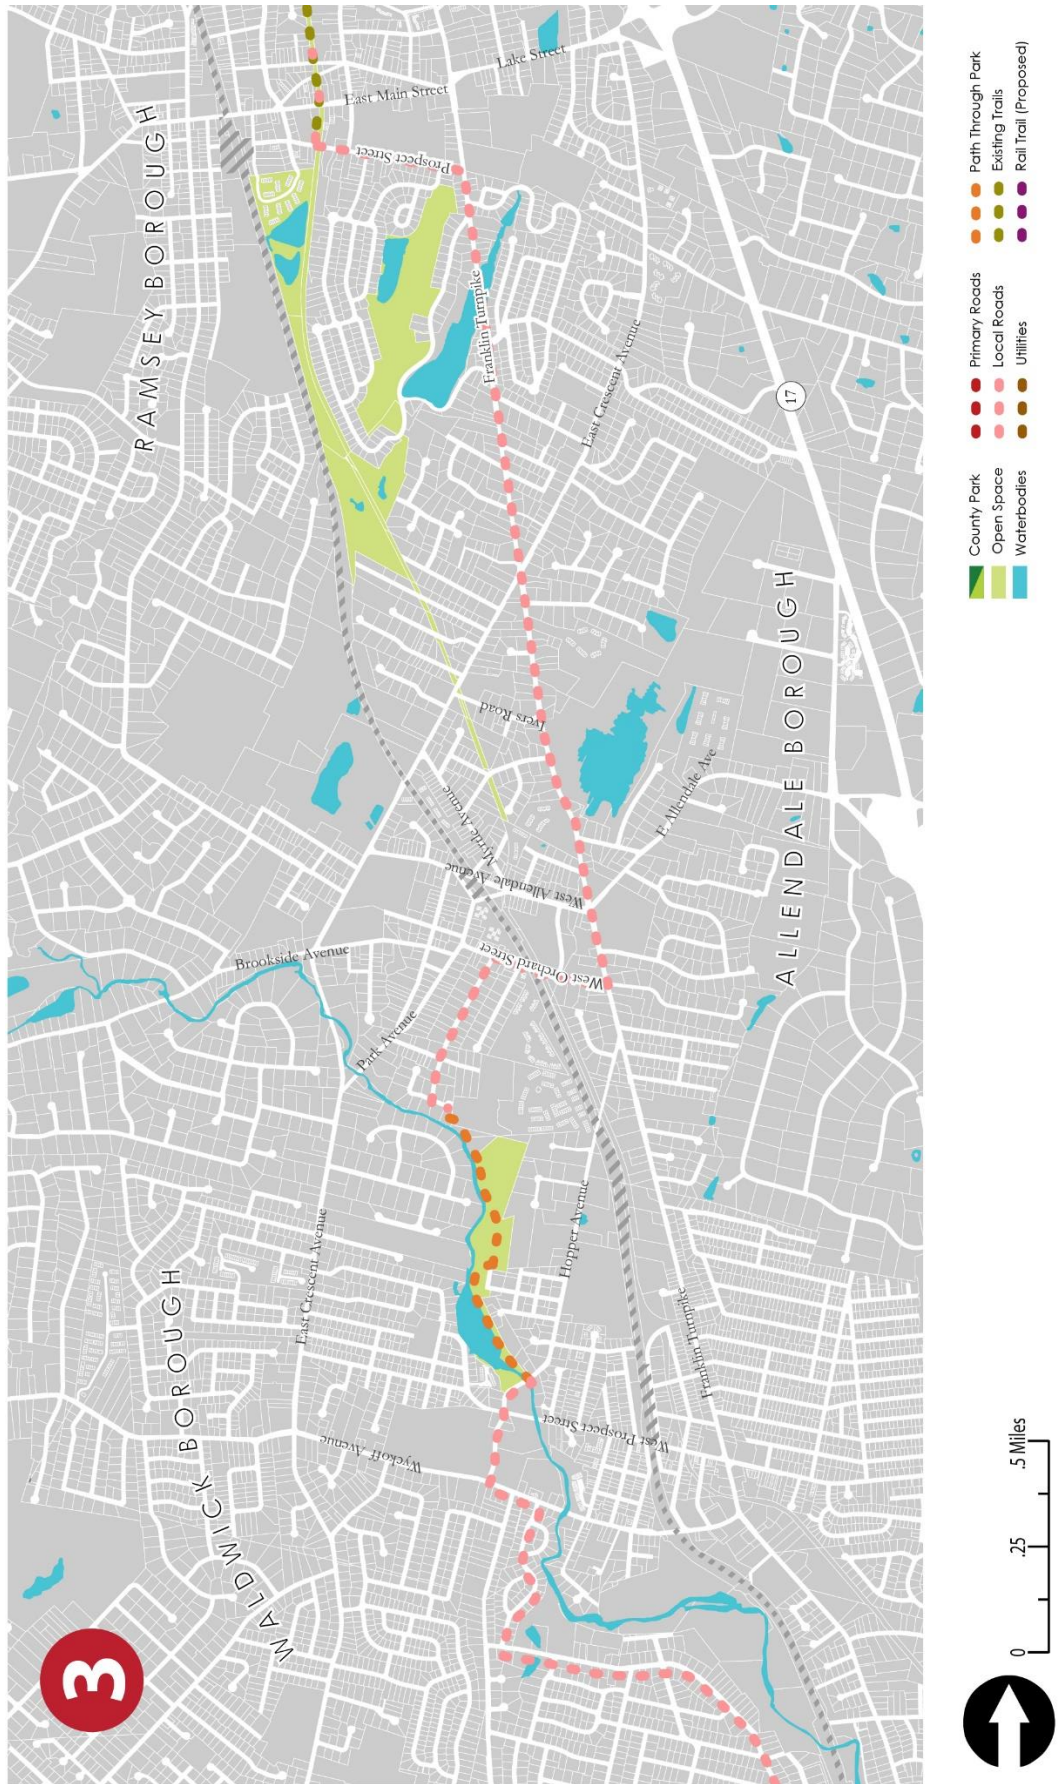 3
RAMSEY BOROUGH
Lake Street
East Main Street
Prospect Street
Franklin Turnpike
East Crescent Avenue
17
Ivers Road
Myrtle Avenue
West Allendale Avenue
E. Allendale Ave
ALLENDALE BOROUGH
West Orchard Street
Brookside Avenue
Park Avenue
Hopper Avenue
East Crescent Avenue
WALDWICK BOROUGH
Franklin Turnpike
West Prospect Street
Wyckoff Avenue
0 .25 .5 Miles
County Park
Open Space
Waterbodies
Primary Roads
Local Roads
Utilities
Path Through Park
Existing Trails
Rail Trail (Proposed)